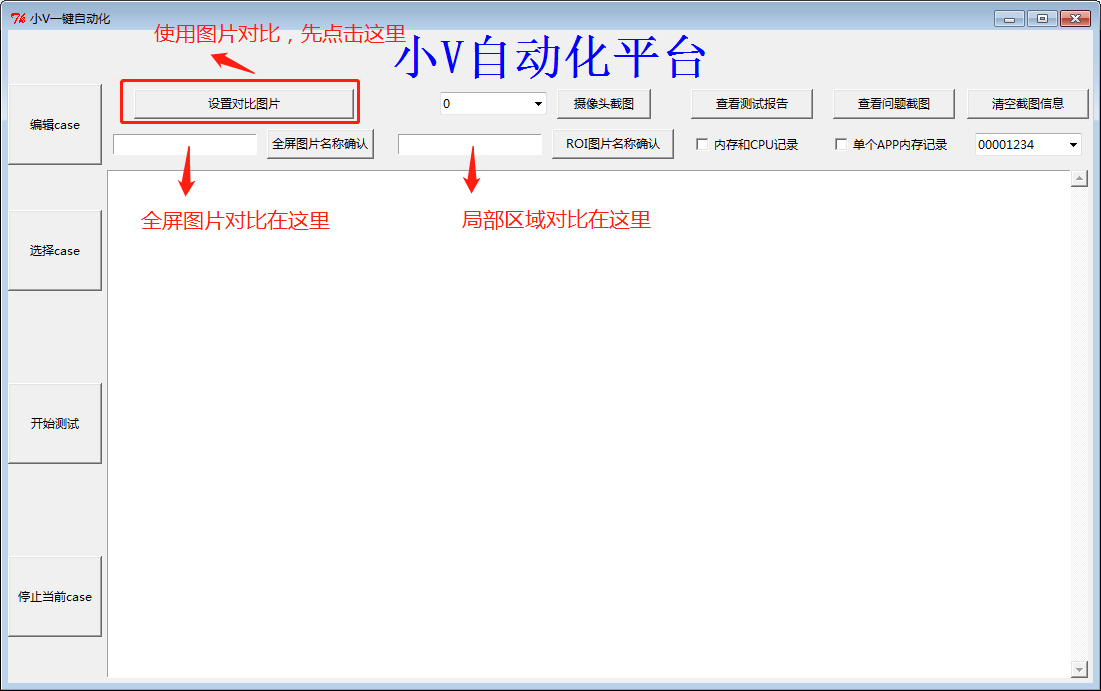 小V一键自动化
使用图片对比，先点击这里
小V自动化平台
编辑case
设置对比图片
0
摄像头截图
查看测试报告
查看问题截图
清空截图信息
全屏图片名称确认
ROI图片名称确认
内存和CPU记录
单个APP内存记录
00001234
全屏图片对比在这里
局部区域对比在这里
选择case
开始测试
停止当前case